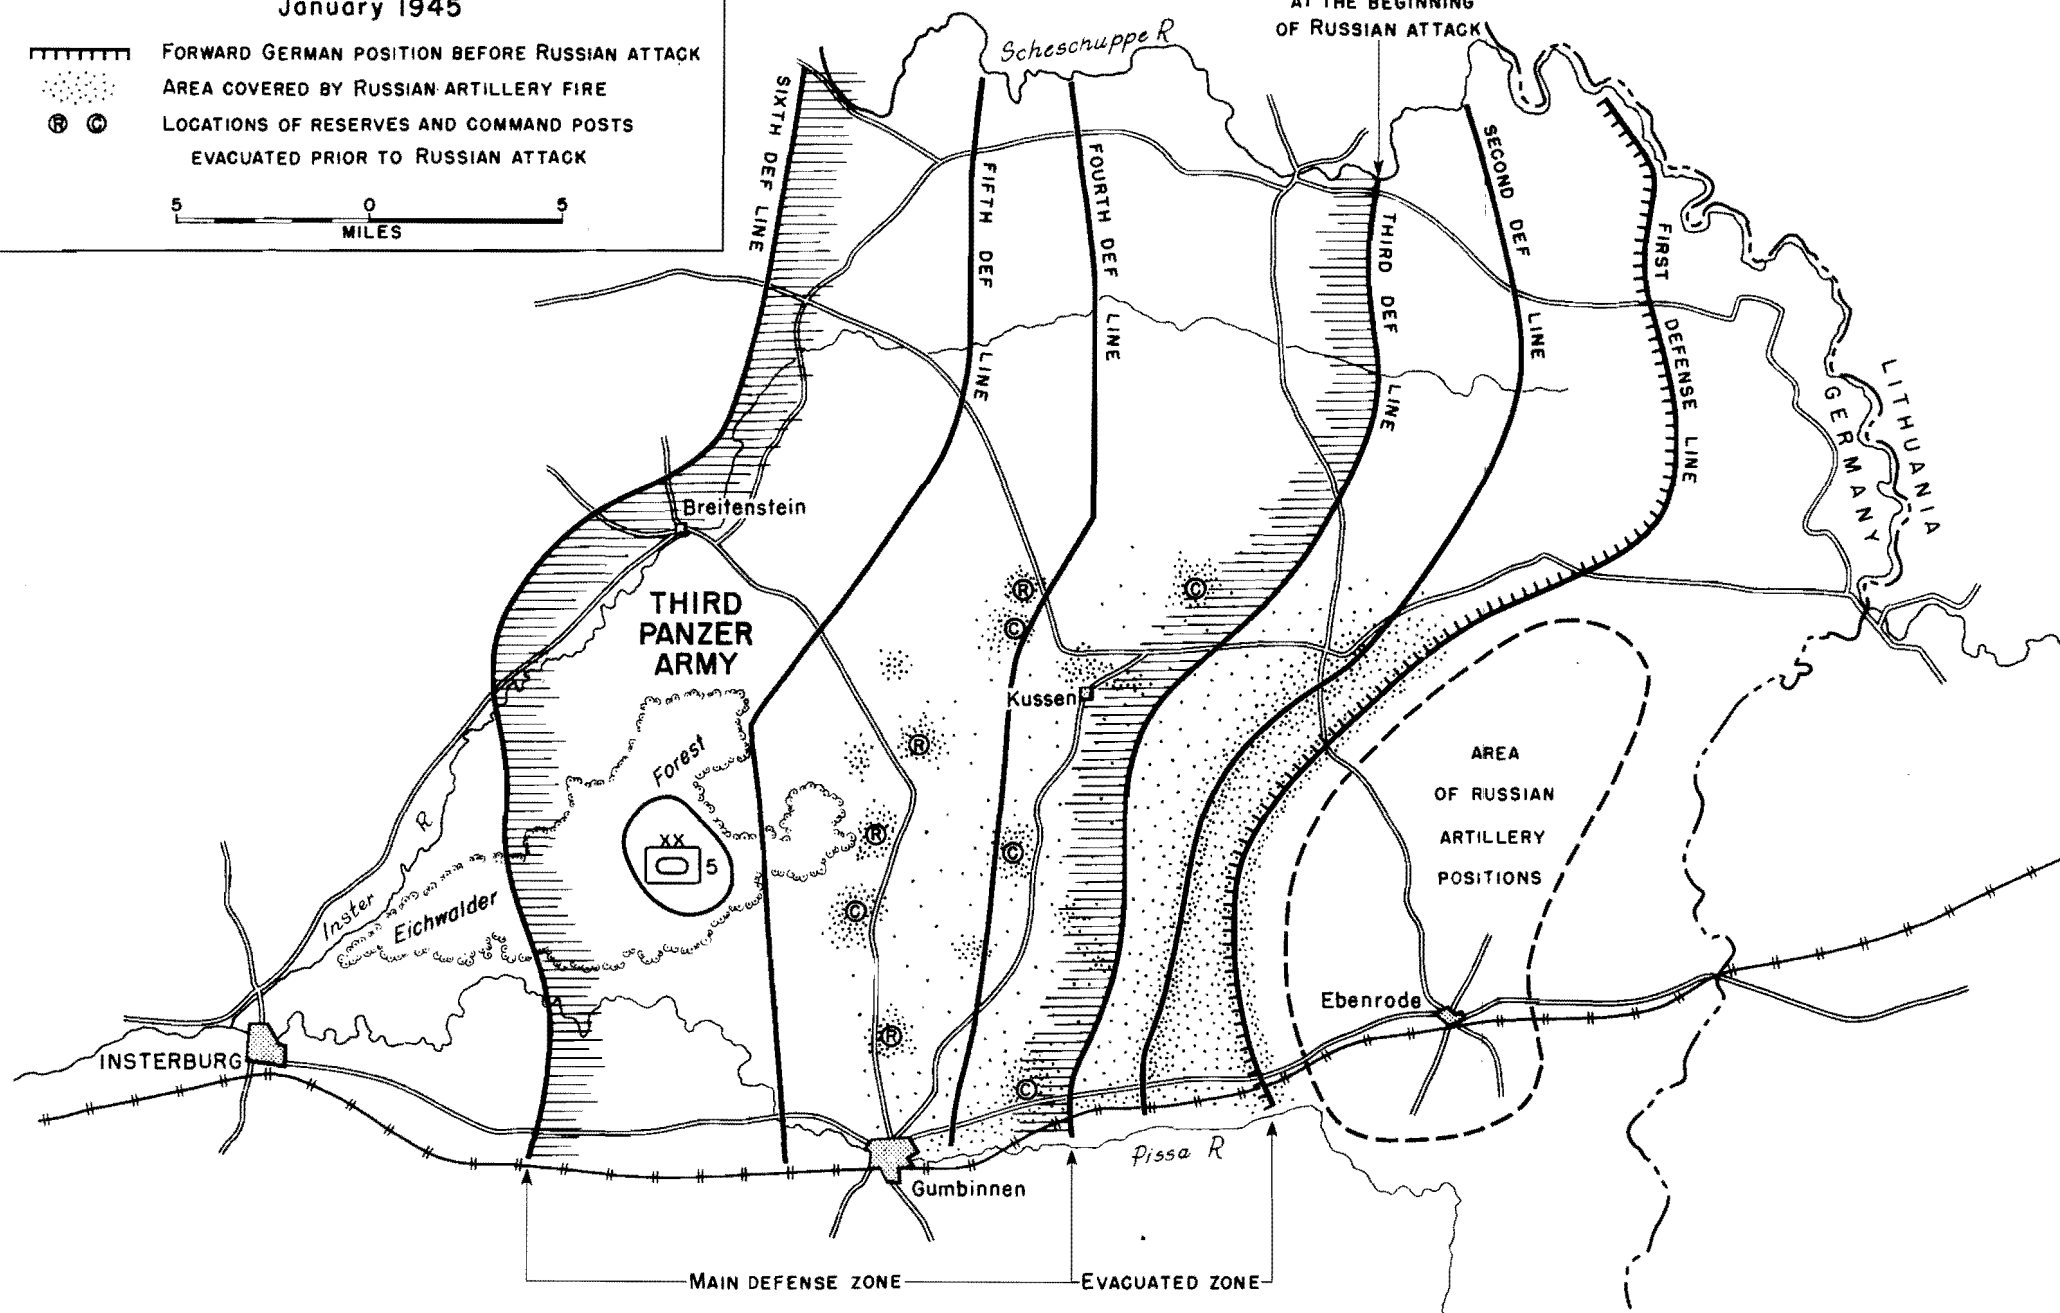 January 1945
FORWARD GERMAN POSITION BEFORE RUSSIAN ATTACK
AREA COVERED BY RUSSIAN ARTILLERY FIRE
R C LOCATIONS OF RESERVES AND COMMAND POSTS
EVACUATED PRIOR TO RUSSIAN ATTACK
5 0 5
MILES
AT THE BEGINNING
OF RUSSIAN ATTACK
Scheschuppe R
SIXTH DEF LINE
FIFTH DEF LINE
FOURTH DEF LINE
THIRD DEF LINE
SECOND DEF LINE
FIRST DEFENSE LINE
LITHUANIA
GERMANY
Breitenstein
THIRD
PANZER
ARMY
R
C
C
Kussen
R
Forest
XX
5
R
C
C
R
C
AREA
OF RUSSIAN
ARTILLERY
POSITIONS
Inster R
Eichwalder
Ebenrode
INSTERBURG
Pissa R
Gumbinnen
MAIN DEFENSE ZONE
EVACUATED ZONE